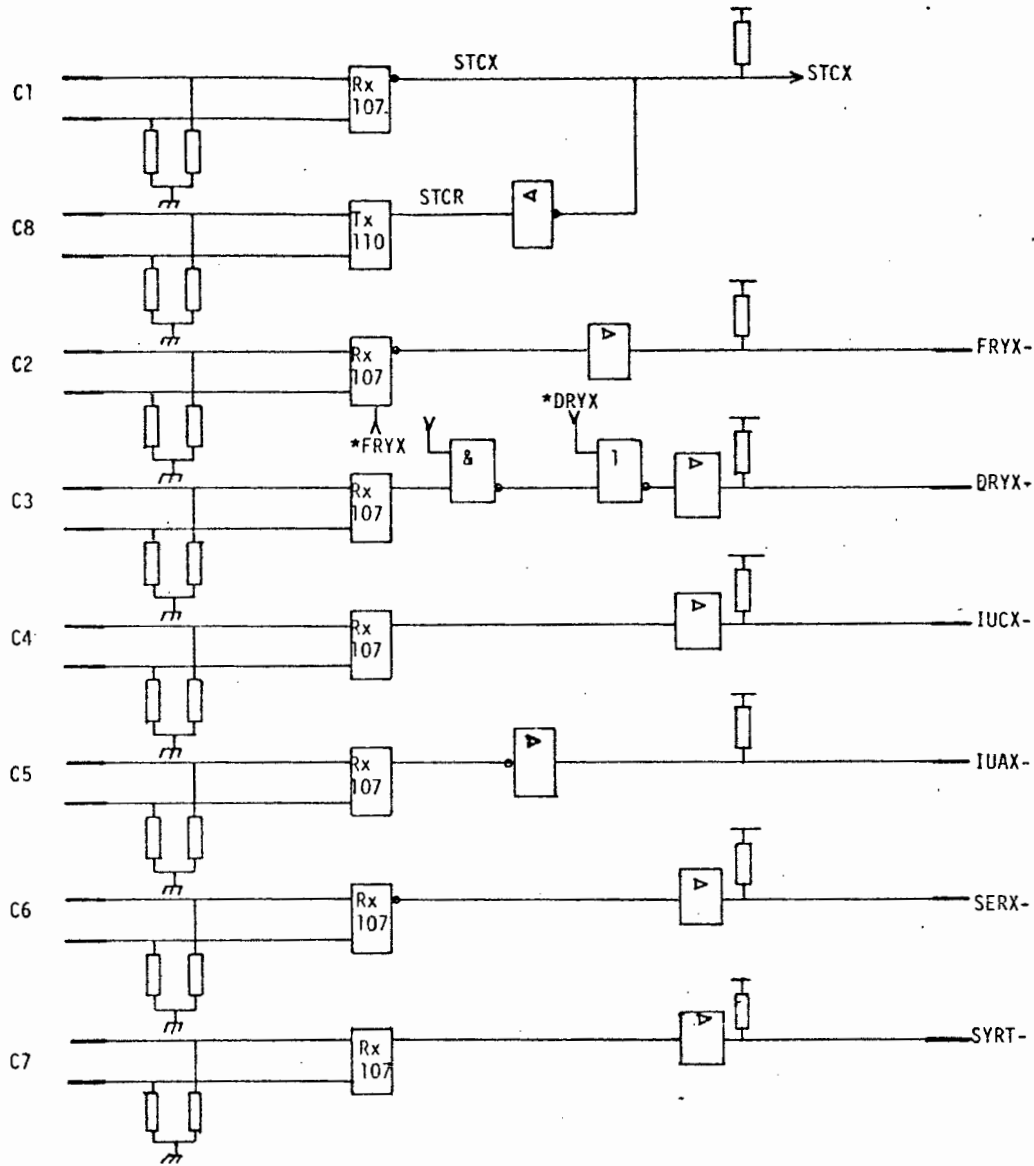 STCX
STCX
C1
Rx
107
STCR
C8
Tx
110
C2
Rx
107
FRYX-
*FRYX
*DRYX
&
1
C3
Rx
107
DRYX-
C4
Rx
107
IUCX-
C5
Rx
107
IUAX-
C6
Rx
107
SERX-
C7
Rx
107
SYRT-